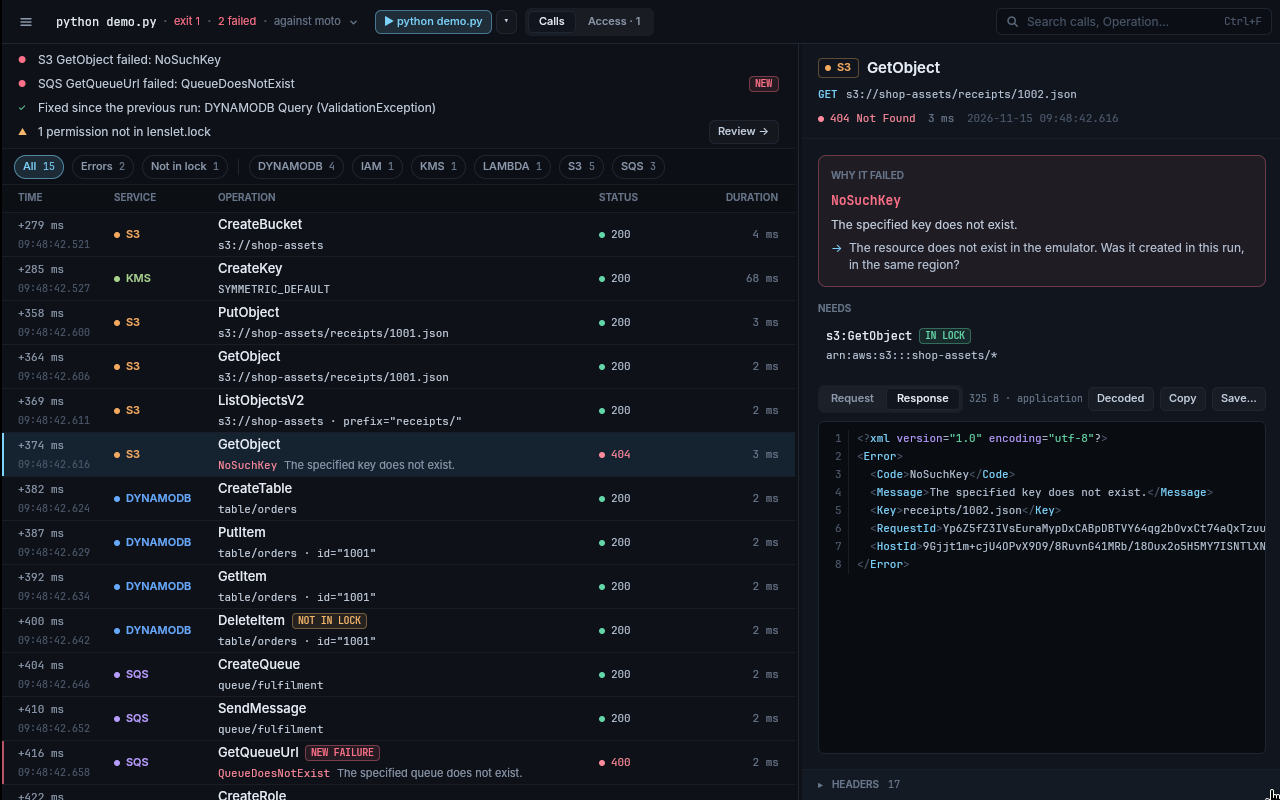 python demo.py · exit 1 · 2 failed · against moto
python demo.py
Calls
Access · 1
Search calls, Operation... Ctrl+F
S3 GetObject failed: NoSuchKey
SQS GetQueueUrl failed: QueueDoesNotExist NEW
Fixed since the previous run: DYNAMODB Query (ValidationException)
1 permission not in lenslet.lock Review →
All 15 Errors 2 Not in lock 1 DYNAMODB 4 IAM 1 KMS 1 LAMBDA 1 S3 5 SQS 3
TIME SERVICE OPERATION STATUS DURATION
+279 ms CreateBucket
09:48:42.521 S3 s3://shop-assets 200 4 ms
+285 ms CreateKey
09:48:42.527 KMS SYMMETRIC_DEFAULT 200 68 ms
+358 ms PutObject
09:48:42.600 S3 s3://shop-assets/receipts/1001.json 200 3 ms
+364 ms GetObject
09:48:42.606 S3 s3://shop-assets/receipts/1001.json 200 2 ms
+369 ms ListObjectsV2
09:48:42.611 S3 s3://shop-assets · prefix="receipts/" 200 2 ms
+374 ms GetObject
09:48:42.616 S3 NoSuchKey The specified key does not exist. 404 3 ms
+382 ms CreateTable
09:48:42.624 DYNAMODB table/orders 200 2 ms
+387 ms PutItem
09:48:42.629 DYNAMODB table/orders · id="1001" 200 2 ms
+392 ms GetItem
09:48:42.634 DYNAMODB table/orders · id="1001" 200 2 ms
+400 ms DeleteItem NOT IN LOCK
09:48:42.642 DYNAMODB table/orders · id="1001" 200 2 ms
+404 ms CreateQueue
09:48:42.646 SQS queue/fulfilment 200 2 ms
+410 ms SendMessage
09:48:42.652 SQS queue/fulfilment 200 2 ms
+416 ms GetQueueUrl NEW FAILURE
09:48:42.658 SQS QueueDoesNotExist The specified queue does not exist. 400 2 ms
+422 ms CreateRole
S3 GetObject
GET s3://shop-assets/receipts/1002.json
404 Not Found 3 ms 2026-11-15 09:48:42.616
WHY IT FAILED
NoSuchKey
The specified key does not exist.
→ The resource does not exist in the emulator. Was it created in this run,
in the same region?
NEEDS
s3:GetObject IN LOCK
arn:aws:s3:::shop-assets/*
Request Response 325 B · application Decoded Copy Save...
1 <?xml version="1.0" encoding="utf-8"?>
2 <Error>
3 <Code>NoSuchKey</Code>
4 <Message>The specified key does not exist.</Message>
5 <Key>receipts/1002.json</Key>
6 <RequestId>
7 <HostId>
8 </Error>
HEADERS 17